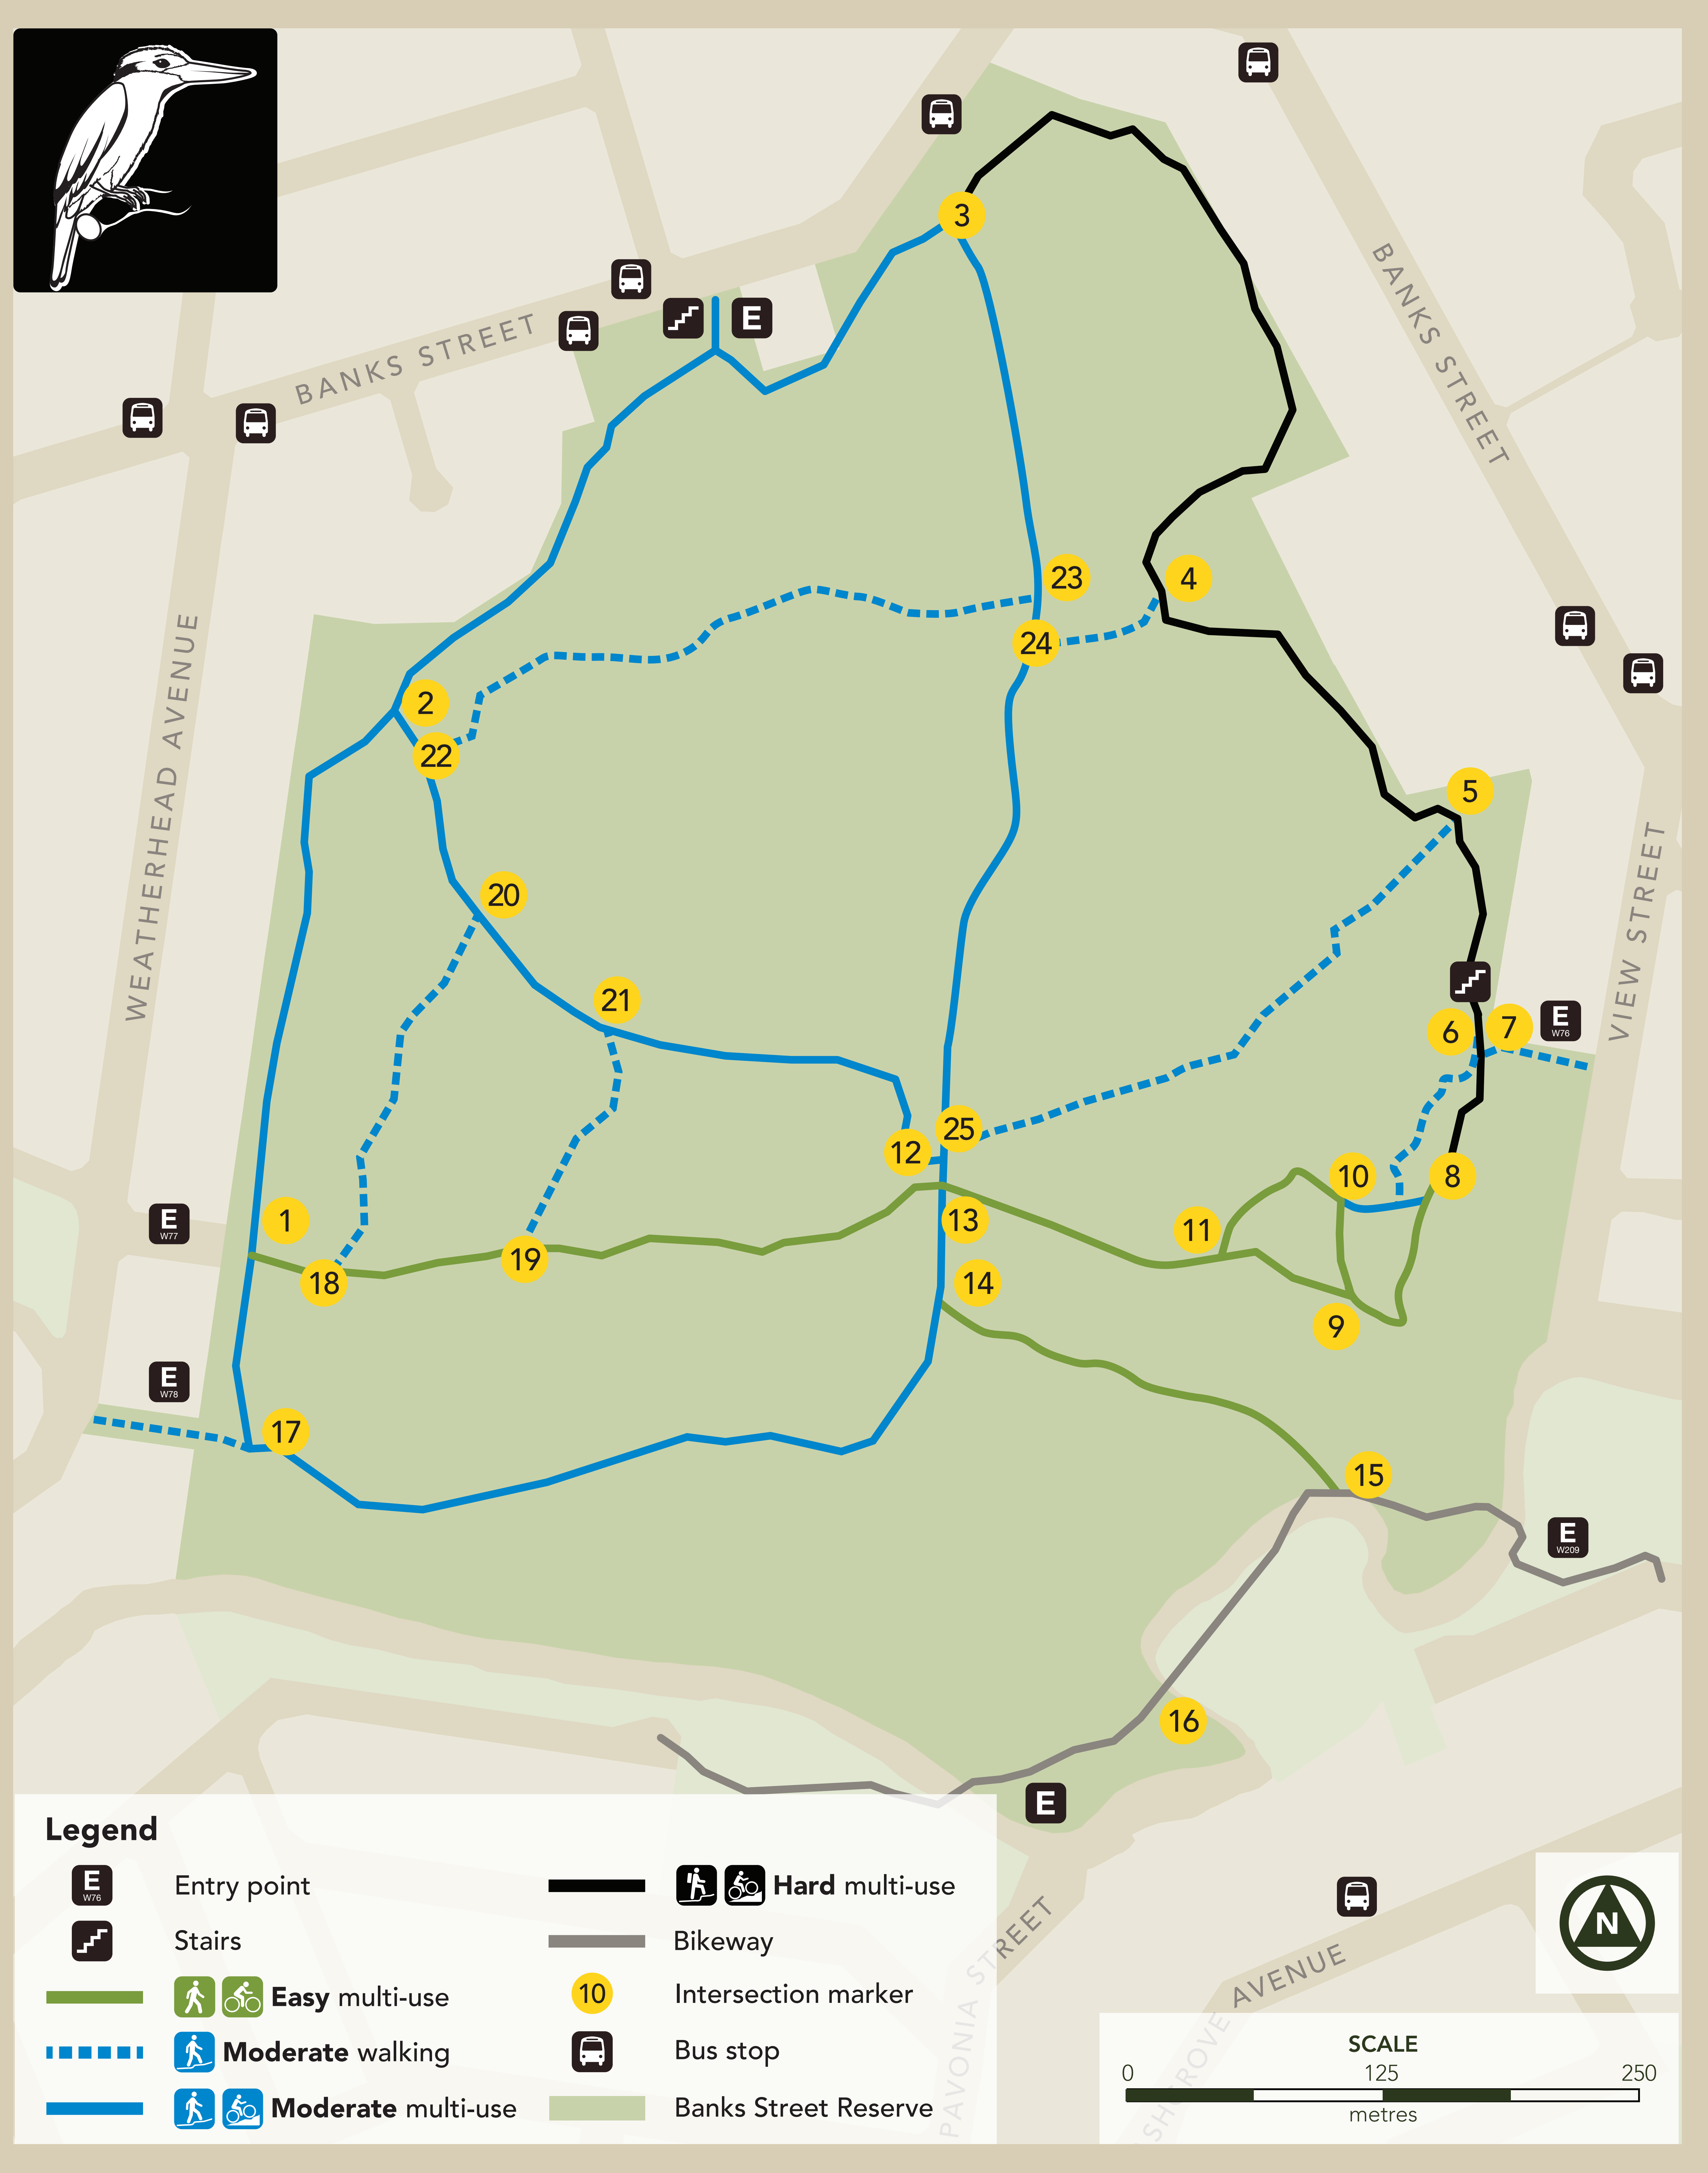 3
E
BANKS STREET
BANKS STREET
23
4
24
2
22
WEATHERHEAD AVENUE
5
20
VIEW STREET
21
6
7
E
W76
25
12
10
8
E
W77
1
13
11
18
19
14
9
E
W78
17
15
E
W209
16
E
Legend
E
W76
Entry point
Stairs
Easy multi-use
Moderate walking
Moderate multi-use
Hard multi-use
Bikeway
10
Intersection marker
Bus stop
Banks Street Reserve
PAVONIA STREET
ASHGROVE AVENUE
N
SCALE
0 125 250
metres